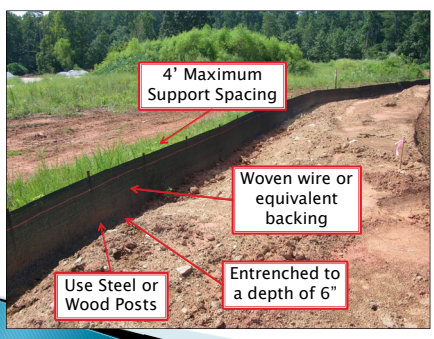 4’ Maximum
Support Spacing
Woven wire or
equivalent
backing
Use Steel or
Wood Posts
Entrenched to
a depth of 6”